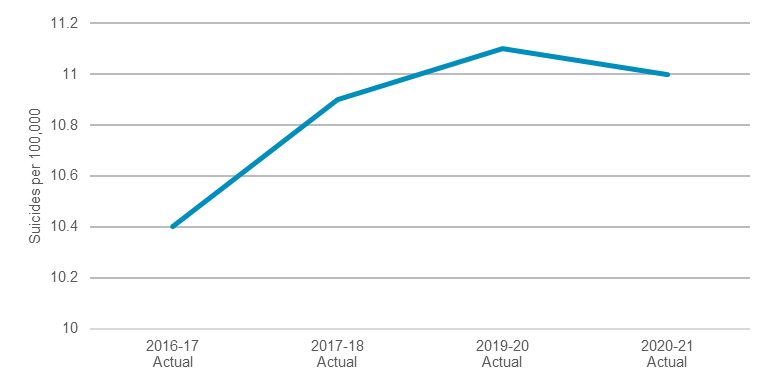 11.2
11
10.8
10.6
10.4
10.2
10
Suicides per 100,000
2016-17
Actual
2017-18
Actual
2019-20
Actual
2020-21
Actual